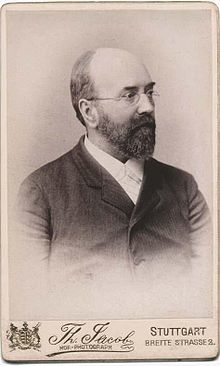 Th. Jacob
HOF-PHOTOGRAPH
STUTTGART
BREITE STRASSE 2.